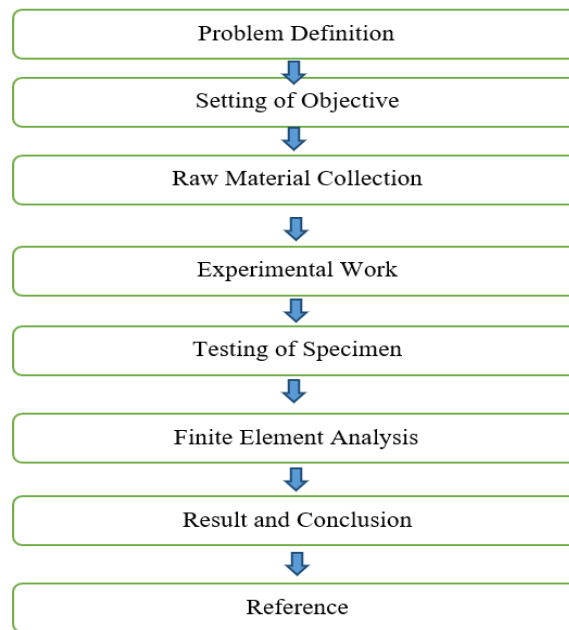 Problem Definition
Setting of Objective
Raw Material Collection
Experimental Work
Testing of Specimen
Finite Element Analysis
Result and Conclusion
Reference